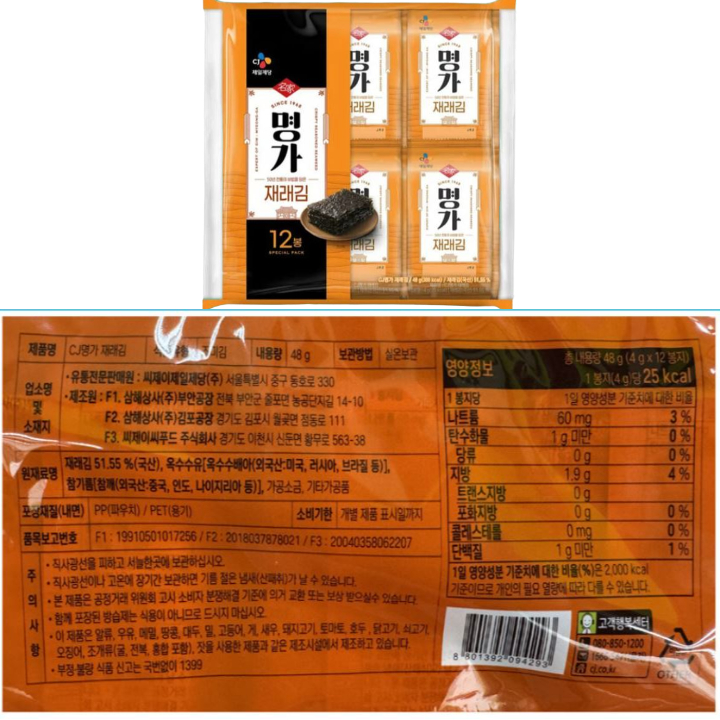 CJ
제일제당
名家
SINCE 1968
명가
재래김
12봉
SPECIAL PACK
명가
재래김
명가
재래김
명가
재래김
명가
재래김
제품명 CJ명가 재래김 내용량 48 g 보관방법 실온보관
업소명 및 소재지
·유통전문판매원 : 씨제이제일제당(주) 서울특별시 중구 동호로 330
·제조원 : F1. 삼해상사(주)부안공장 전북 부안군 줄포면 농공단지길 14-10
F2. 삼해상사(주)김포공장 경기도 김포시 월곶면 정동로 111
F3. 씨제이씨푸드 주식회사 경기도 이천시 신둔면 황무로 563-38
원재료명 재래김 51.55 %(국산), 옥수수유[옥수수배아(외국산:미국, 러시아, 브라질 등)],
참기름[참깨(외국산:중국, 인도, 나이지리아 등)], 가공소금, 기타가공품
포장재질(내면) PP(파우치) / PET(용기) 소비기한 개별 제품 표시일까지
품목보고번호 F1 : 19910501017256 / F2 : 2018037878021 / F3 : 20040358062207
주의사항
·직사광선을 피하고 서늘한곳에 보관하십시오.
·직사광선이나 고온에 장기간 보관하면 기름 절은 냄새(산패취)가 날 수 있습니다.
·본 제품은 공정거래 위원회 고시 소비자 분쟁해결 기준에 의거 교환 또는 보상 받을수 있습니다.
·함께 포장된 방습제는 식용이 아니므로 드시지 마십시오
·이 제품은 알류, 우유, 메밀, 땅콩, 대두, 밀, 고등어, 게, 새우, 돼지고기, 토마토, 호두, 닭고기, 쇠고기,
오징어, 조개류(굴, 전복, 홍합 포함), 잣을 사용한 제품과 같은 제조시설에서 제조하고 있습니다.
·부정·불량 식품 신고는 국번없이 1399
영양정보 총 내용량 48 g (4 g x 12 봉지)
1 봉지(4 g)당 25 kcal
1 봉지당 1일 영양성분 기준치에 대한 비율
나트륨 60 mg 3 %
탄수화물 1 g 미만 0 %
당류 0 g 0 %
지방 1.9 g 4 %
트랜스지방 0 g
포화지방 0 g 0 %
콜레스테롤 0 mg 0 %
단백질 1 g 미만 1 %
1일 영양성분 기준치에 대한 비율(%)은 2,000 kcal
기준이므로 개인의 필요 열량에 따라 다를 수 있습니다.
8 801392 094293
고객행복센터
080-850-1200
cj.co.kr